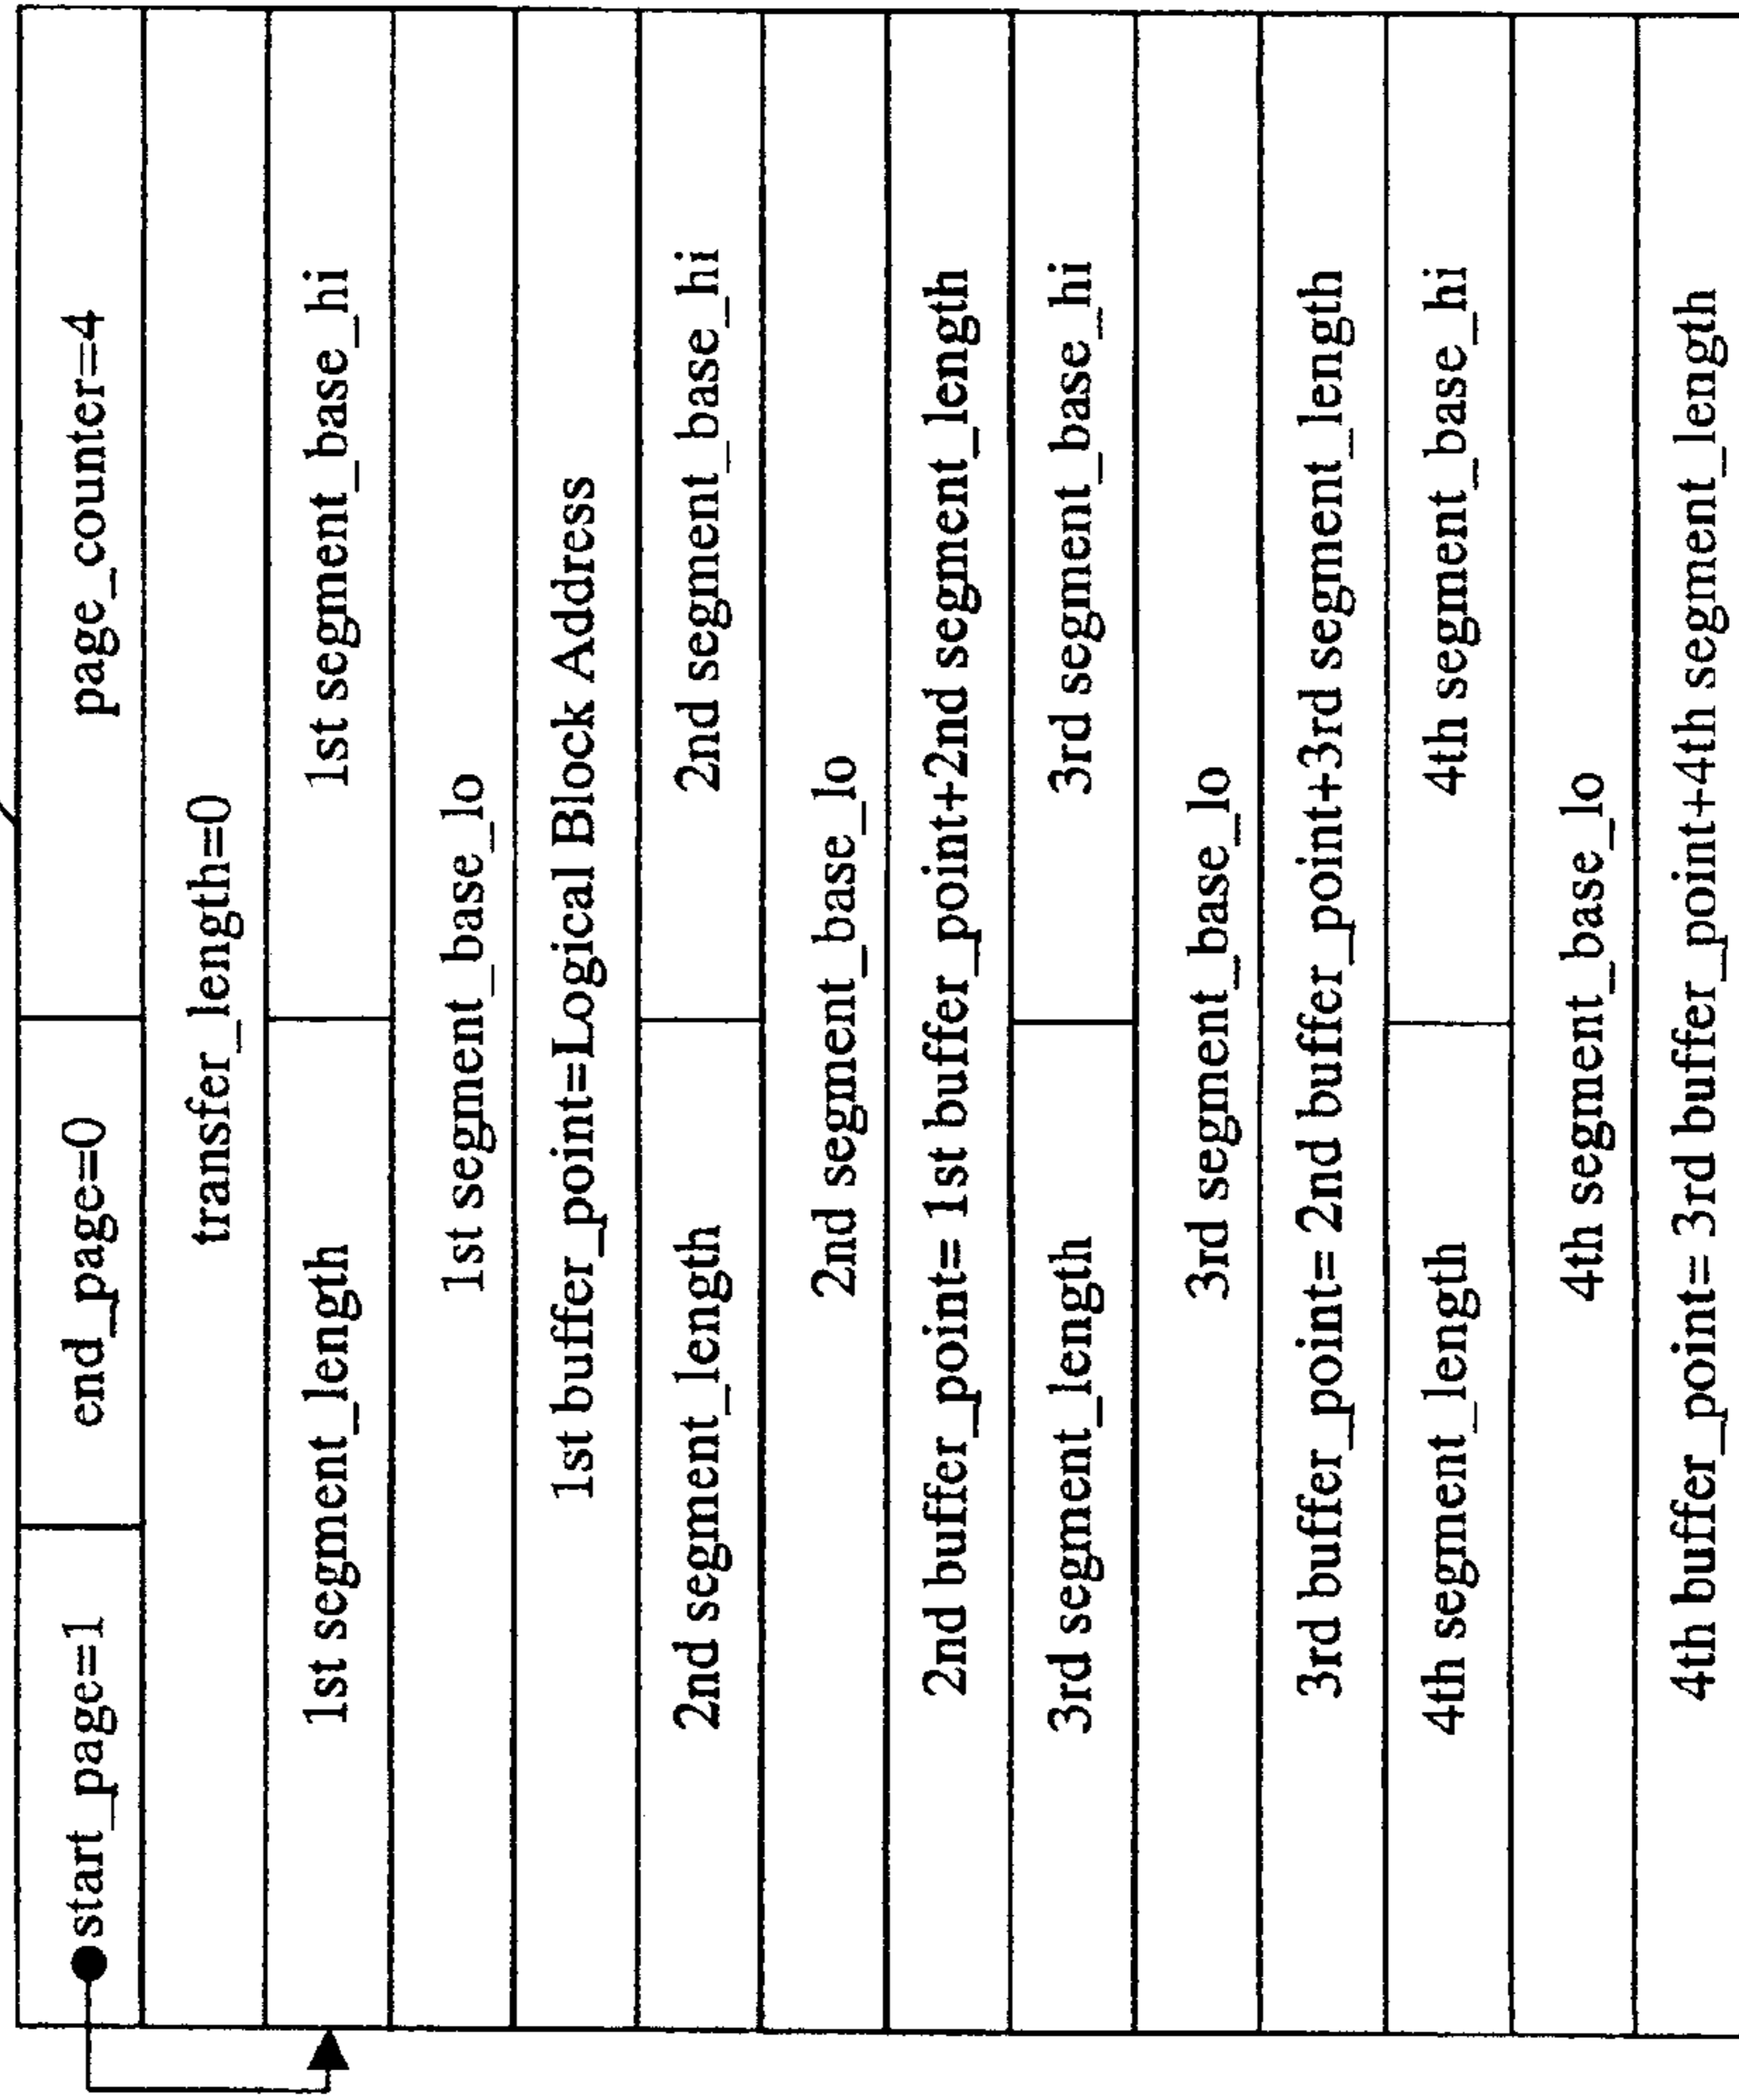 start_page=1 end_page=0 page_counter=4
transfer_length=0
1st segment_length 1st segment_base_hi
1st segment_base_lo
1st buffer_point=Logical Block Address
2nd segment_length 2nd segment_base_hi
2nd segment_base_lo
2nd buffer_point= 1st buffer_point+2nd segment_length
3rd segment_length 3rd segment_base_hi
3rd segment_base_lo
3rd buffer_point= 2nd buffer_point+3rd segment_length
4th segment_length 4th segment_base_hi
4th segment_base_lo
4th buffer_point= 3rd buffer_point+4th segment_length